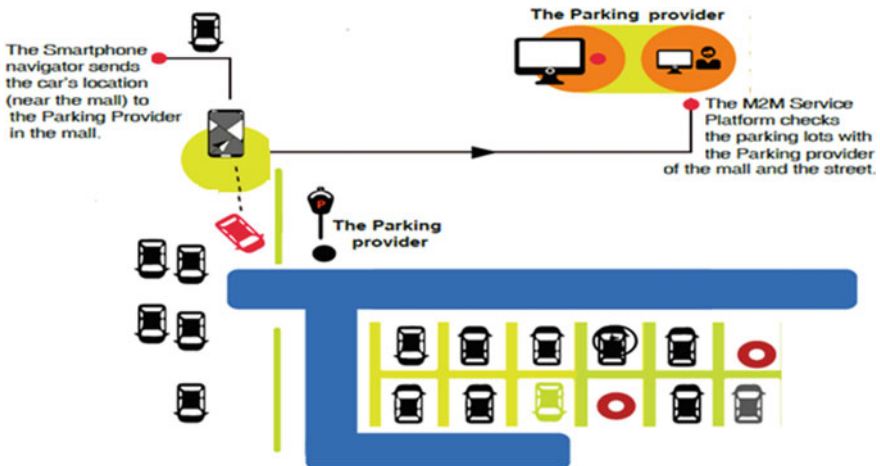 The Parking provider
The Smartphone
navigator sends
the car's location
(near the mall) to
the Parking Provider
in the mall.
The M2M Service
Platform checks
the parking lots with
the Parking provider
of the mall and the street.
P
The Parking
provider